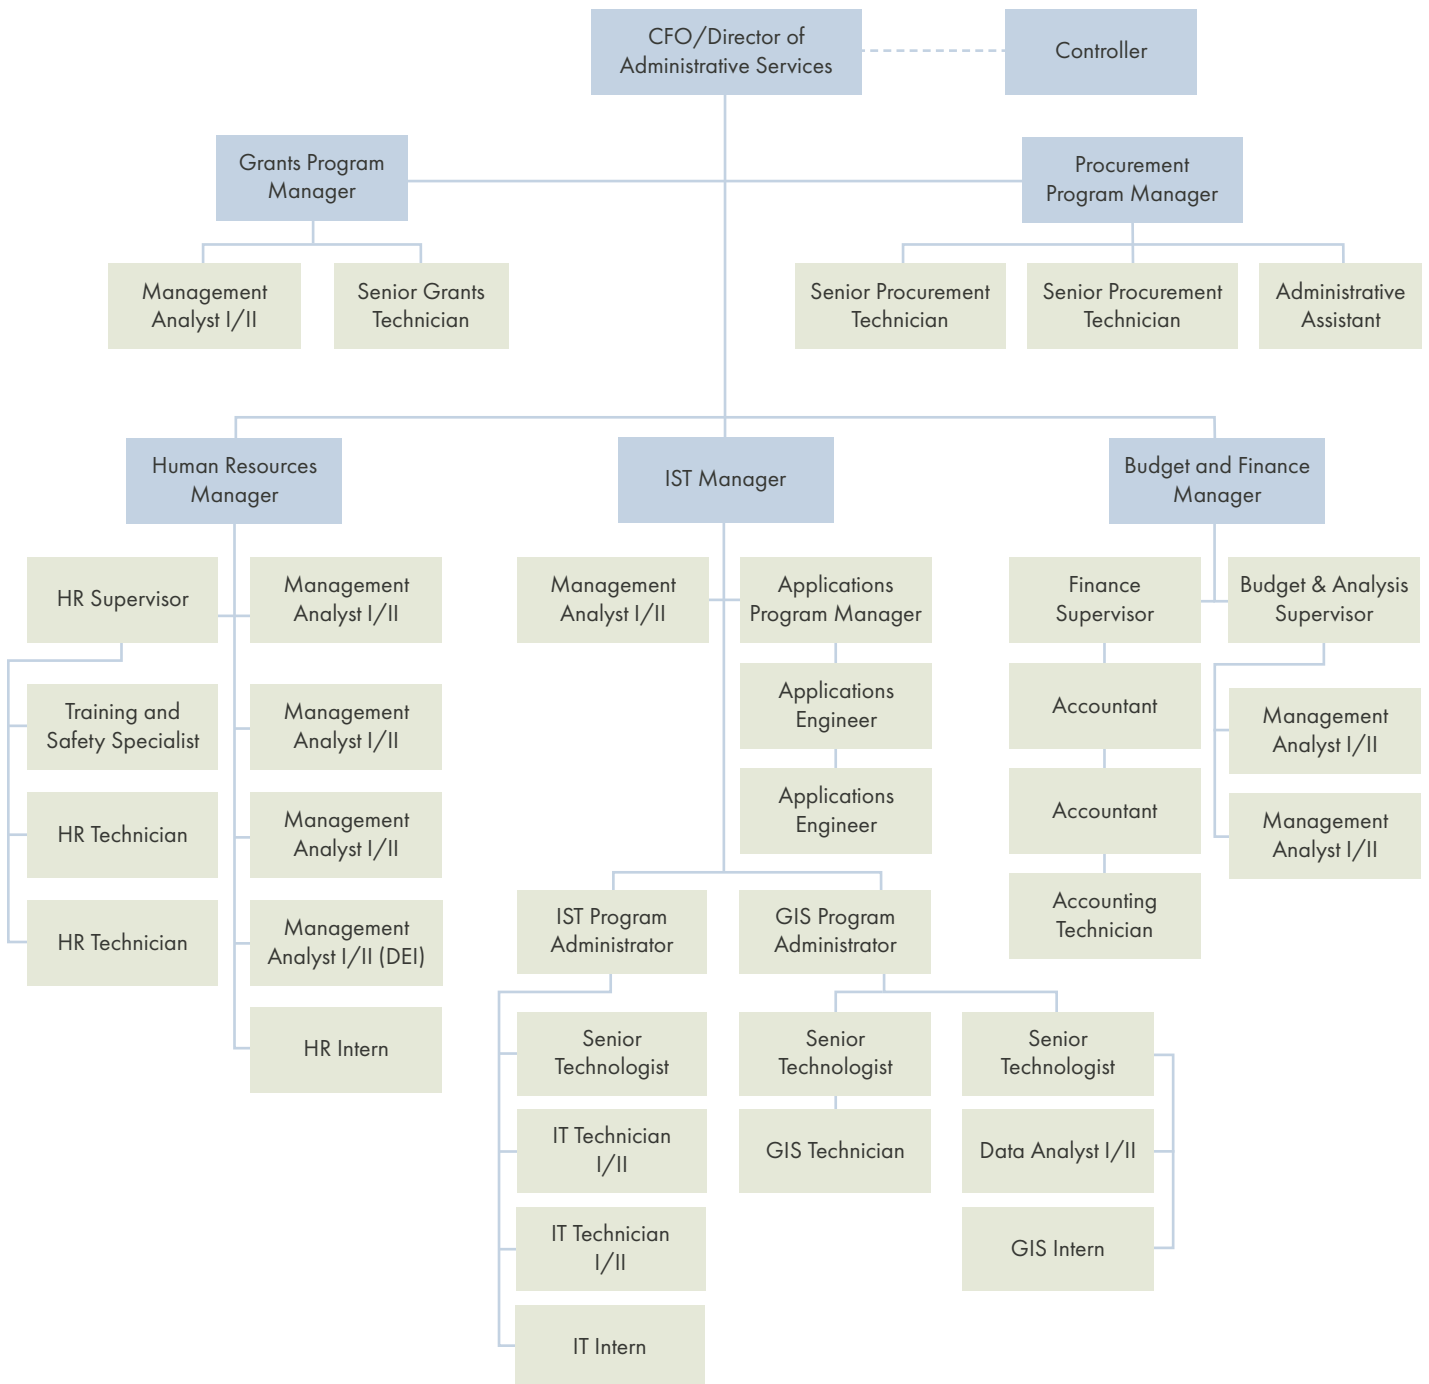 CFO/Director of
Administrative Services
Controller
Grants Program
Manager
Procurement
Program Manager
Management
Analyst I/II
Senior Grants
Technician
Senior Procurement
Technician
Senior Procurement
Technician
Administrative
Assistant
Human Resources
Manager
IST Manager
Budget and Finance
Manager
HR Supervisor
Management
Analyst I/II
Training and
Safety Specialist
Management
Analyst I/II
HR Technician
Management
Analyst I/II
HR Technician
Management
Analyst I/II (DEI)
HR Intern
Management
Analyst I/II
Applications
Program Manager
Applications
Engineer
Applications
Engineer
IST Program
Administrator
GIS Program
Administrator
Senior
Technologist
IT Technician
I/II
IT Technician
I/II
IT Intern
Senior
Technologist
GIS Technician
Senior
Technologist
Data Analyst I/II
GIS Intern
Finance
Supervisor
Budget & Analysis
Supervisor
Accountant
Accountant
Accounting
Technician
Management
Analyst I/II
Management
Analyst I/II